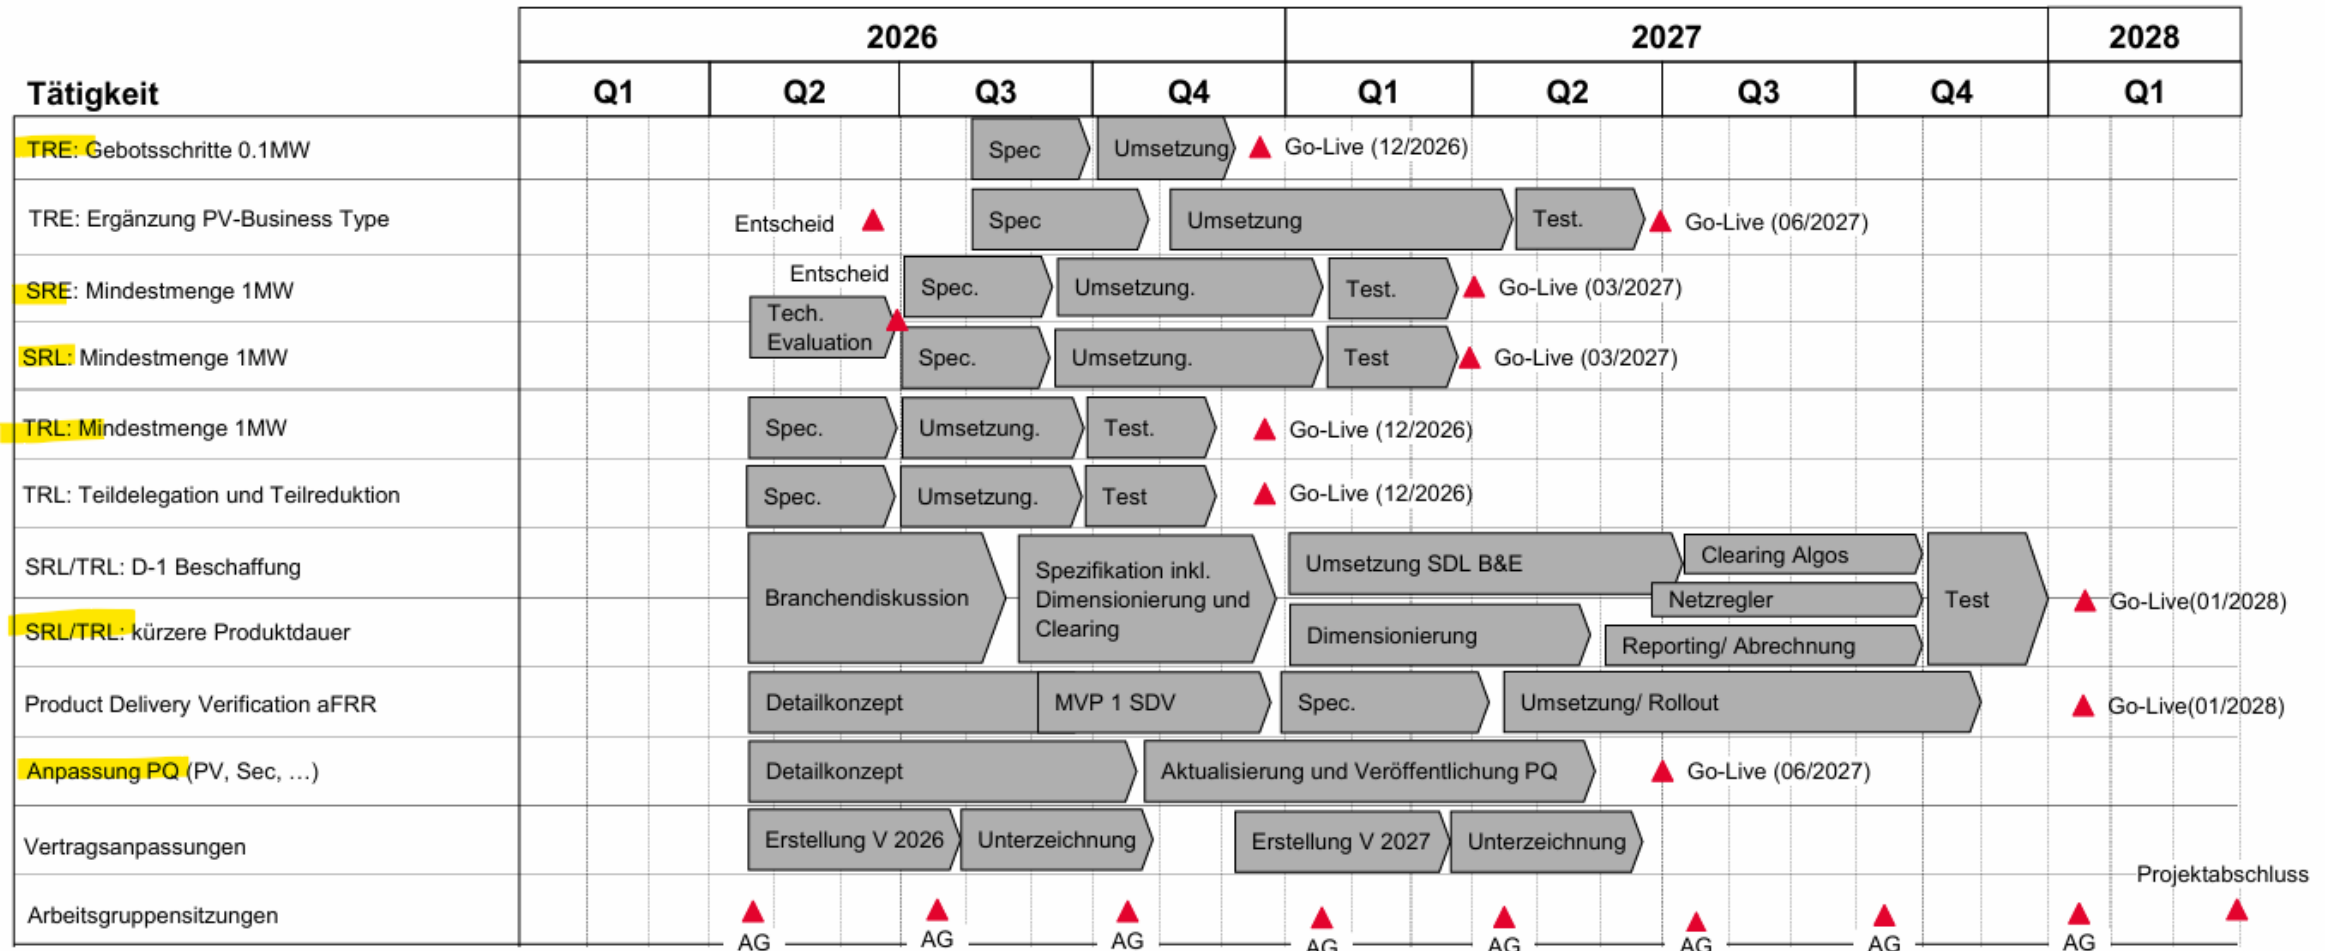 2026 2027 2028
Tätigkeit Q1 Q2 Q3 Q4 Q1 Q2 Q3 Q4 Q1
TRE: Gebotsschritte 0.1MW Spec Umsetzung Go-Live (12/2026)
TRE: Ergänzung PV-Business Type Entscheid Spec Umsetzung Test. Go-Live (06/2027)
Entscheid
SRE: Mindestmenge 1MW Spec. Umsetzung. Test. Go-Live (03/2027)
Tech.
Evaluation
SRL: Mindestmenge 1MW Spec. Umsetzung. Test Go-Live (03/2027)
TRL: Mindestmenge 1MW Spec. Umsetzung. Test. Go-Live (12/2026)
TRL: Teildelegation und Teilreduktion Spec. Umsetzung. Test Go-Live (12/2026)
SRL/TRL: D-1 Beschaffung
Branchendiskussion
Spezifikation inkl.
Dimensionierung und
Clearing
Umsetzung SDL B&E
Clearing Algos
Netzregler
Test
Go-Live(01/2028)
SRL/TRL: kürzere Produktdauer
Dimensionierung
Reporting/ Abrechnung
Product Delivery Verification aFRR Detailkonzept MVP 1 SDV Spec. Umsetzung/ Rollout Go-Live(01/2028)
Anpassung PQ (PV, Sec, …) Detailkonzept Aktualisierung und Veröffentlichung PQ Go-Live (06/2027)
Vertragsanpassungen Erstellung V 2026 Unterzeichnung Erstellung V 2027 Unterzeichnung
Projektabschluss
Arbeitsgruppensitzungen
AG AG AG AG AG AG AG AG